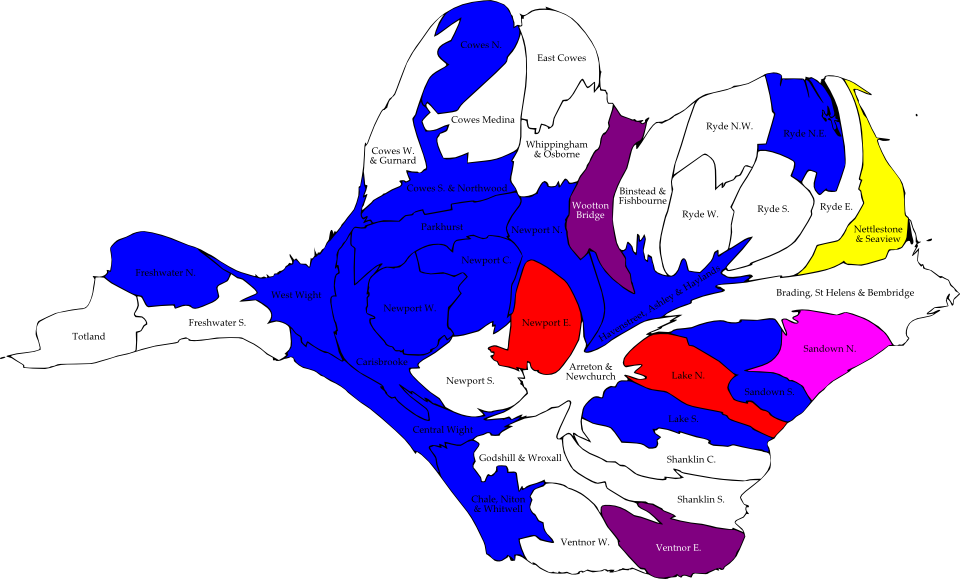 Cowes N.
East Cowes
Cowes Medina
Ryde N.W.
Ryde N.E.
Whippingham
& Osborne
Cowes W.
& Gurnard
Cowes S. & Northwood
Binstead &
Fishbourne
Wootton
Bridge
Ryde W.
Ryde S.
Ryde E.
Nettlestone
& Seaview
Parkhurst
Newport N.
Newport C.
Freshwater N.
West Wight
Newport W.
Havenstreet, Ashey & Haylands
Brading, St Helens & Bembridge
Totland
Freshwater S.
Newport E.
Sandown N.
Carisbrooke
Arreton &
Newchurch
Newport S.
Lake N.
Sandown S.
Lake S.
Central Wight
Godshill & Wroxall
Shanklin C.
Chale, Niton
& Whitwell
Shanklin S.
Ventnor W.
Ventnor E.